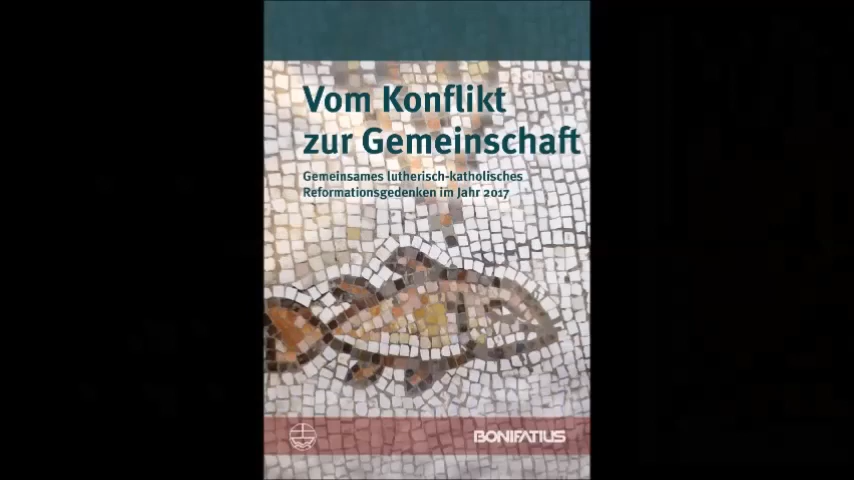 Vom Konflikt
zur Gemeinschaft
Gemeinsames lutherisch-katholisches
Reformationsgedenken im Jahr 2017
BONIFATIUS